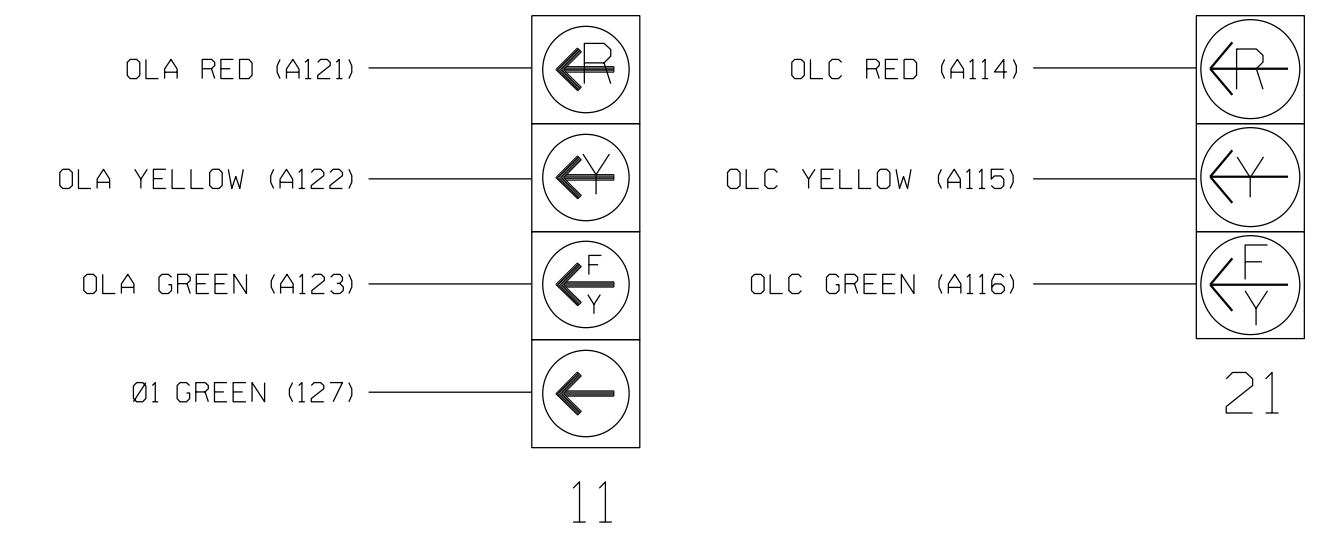 OLA RED (A121)
R
OLA YELLOW (A122)
Y
OLA GREEN (A123)
F
Y
Ø1 GREEN (127)
11
OLC RED (A114)
R
OLC YELLOW (A115)
Y
OLC GREEN (A116)
F
Y
21